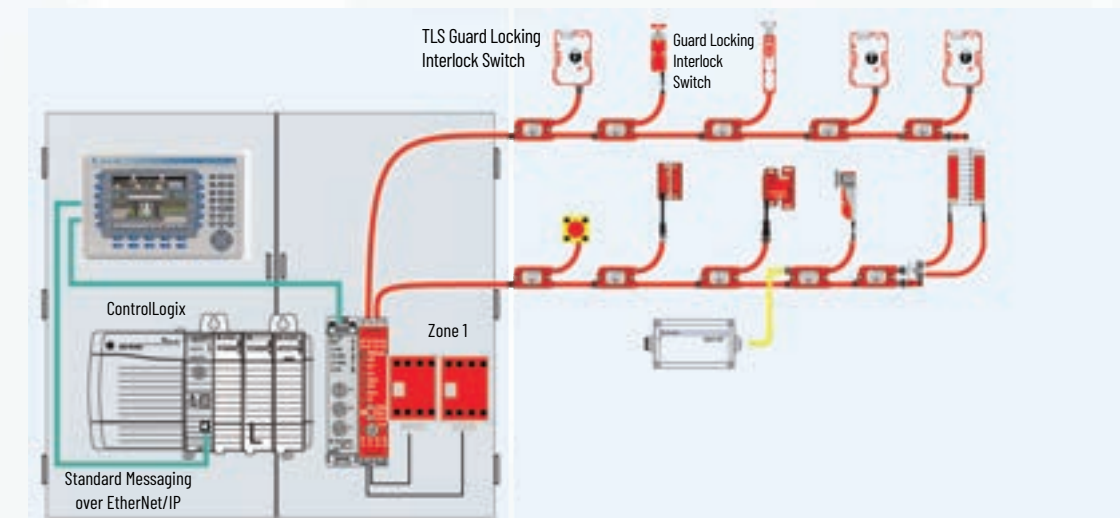 TLS Guard Locking
Interlock Switch
Guard Locking
Interlock
Switch
ControlLogix
Zone 1
Standard Messaging
over EtherNet/IP